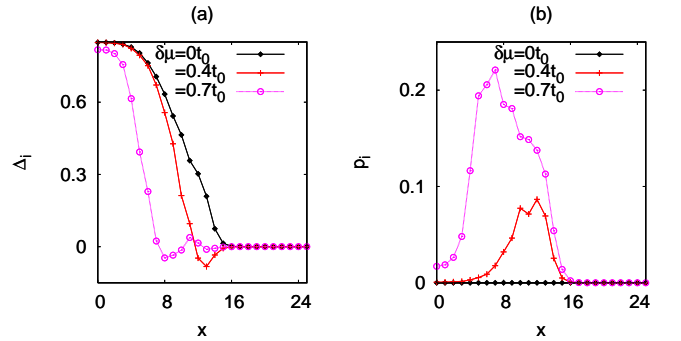 (a)
δμ=0t₀
=0.4t₀
=0.7t₀
0.6
0.3
0
Δᵢ
0 8 16 24
x
(b)
δμ=0t₀
=0.4t₀
=0.7t₀
0.2
0.1
0
pᵢ
0 8 16 24
x